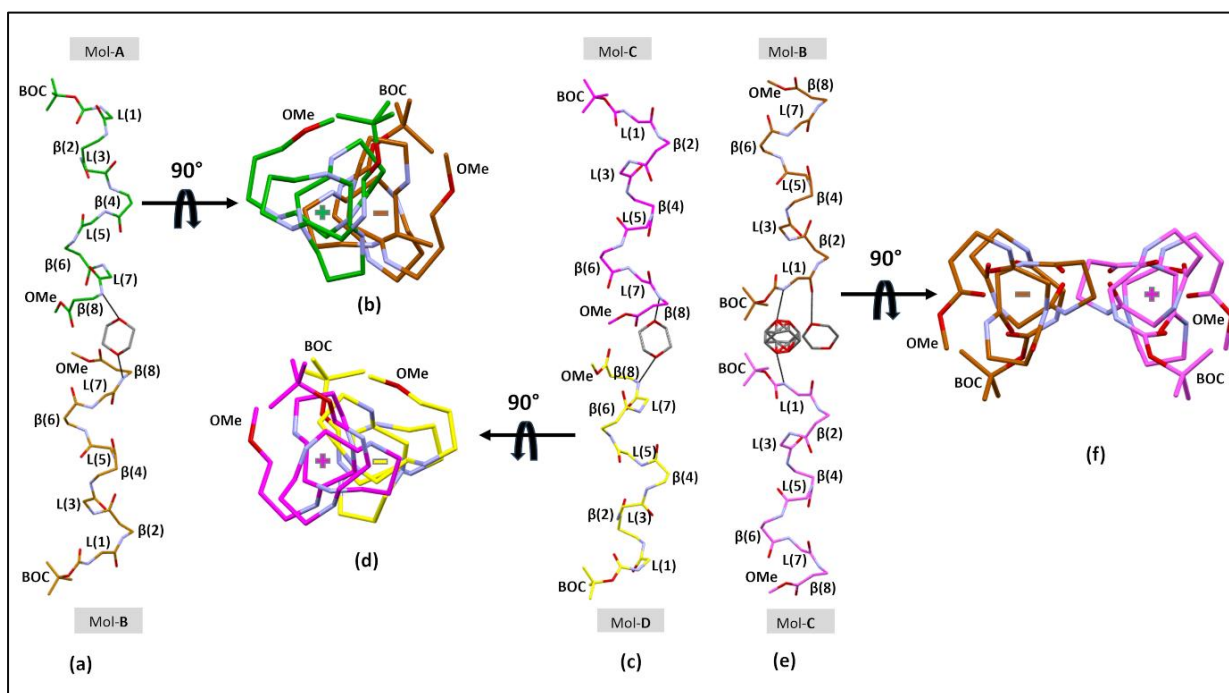 Mol-A
BOC
L(1)
β(2)
L(3)
β(4)
L(5)
β(6)
L(7)
OMe
β(8)
OMe
β(8)
L(7)
β(6)
L(5)
β(4)
L(3)
β(2)
L(1)
BOC
Mol-B
(a)
90°
BOC
OMe
OMe
+
−
(b)
BOC
OMe
OMe
+
−
(d)
90°
Mol-C
BOC
L(1)
β(2)
L(3)
β(4)
L(5)
β(6)
L(7)
OMe
β(8)
β(8)
OMe
L(7)
β(6)
L(5)
β(4)
β(2)
L(3)
L(1)
BOC
Mol-D
(c)
Mol-B
β(8)
OMe
L(7)
β(6)
L(5)
β(4)
L(3)
β(2)
L(1)
BOC
BOC
L(1)
β(2)
L(3)
L(5)
β(4)
β(6)
L(7)
OMe
β(8)
Mol-C
(e)
90°
−
+
OMe
OMe
BOC
BOC
(f)